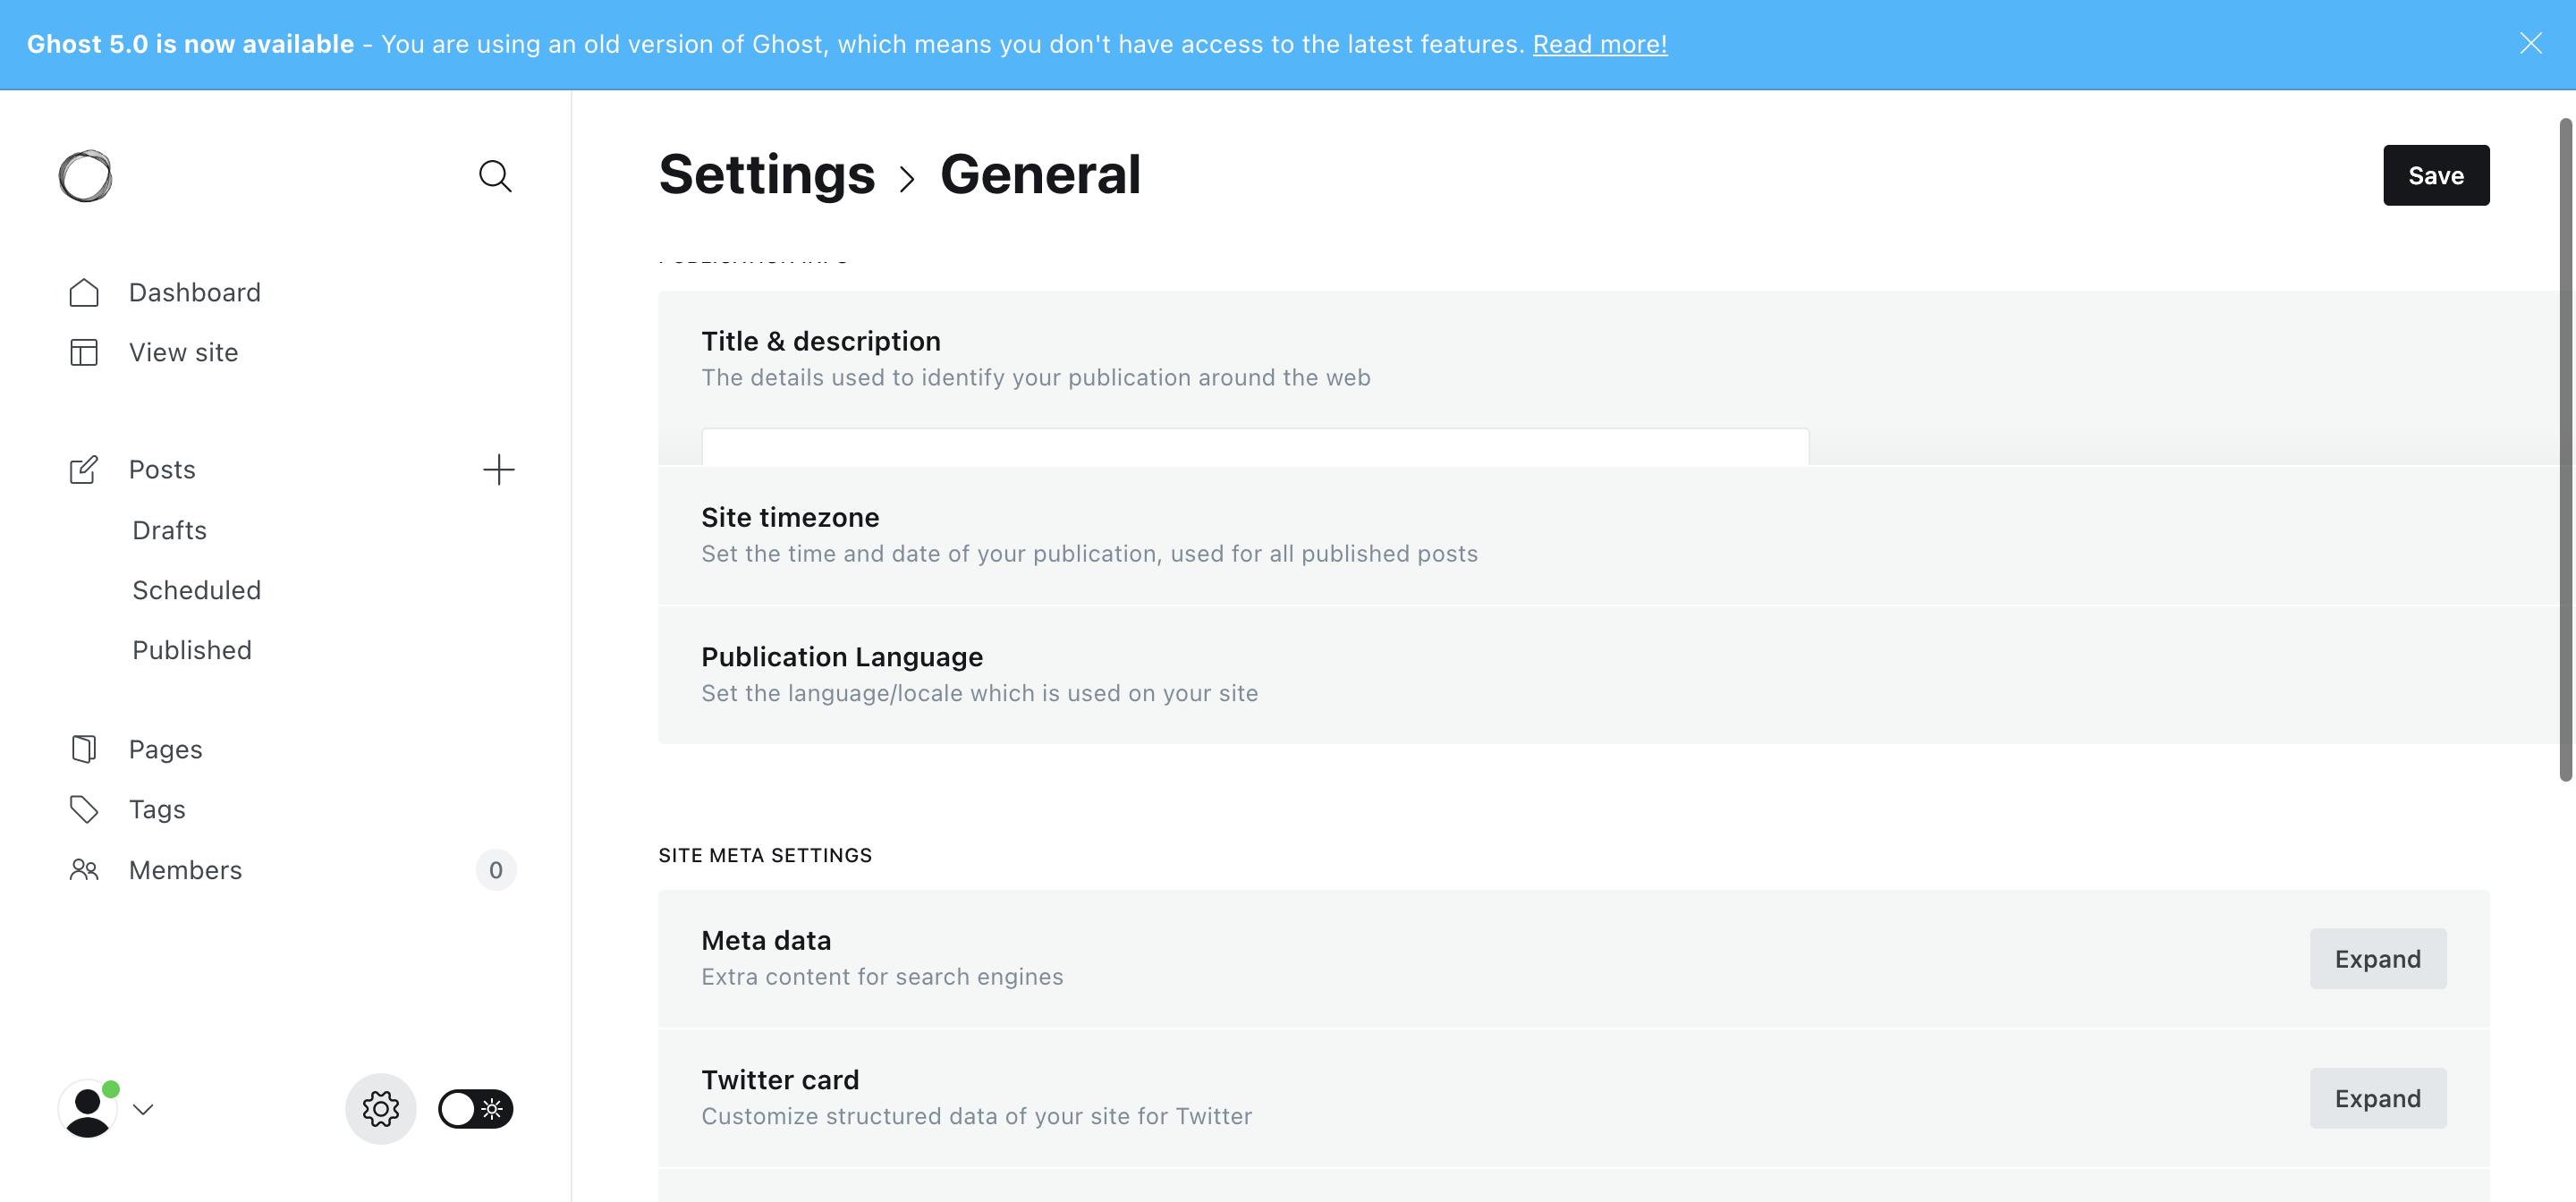 Ghost 5.0 is now available - You are using an old version of Ghost, which means you don't have access to the latest features. Read more!
Dashboard
View site
Posts
Drafts
Scheduled
Published
Pages
Tags
Members 0
Settings > General
Save
Title & description
The details used to identify your publication around the web
Site timezone
Set the time and date of your publication, used for all published posts
Publication Language
Set the language/locale which is used on your site
SITE META SETTINGS
Meta data
Extra content for search engines
Expand
Twitter card
Customize structured data of your site for Twitter
Expand